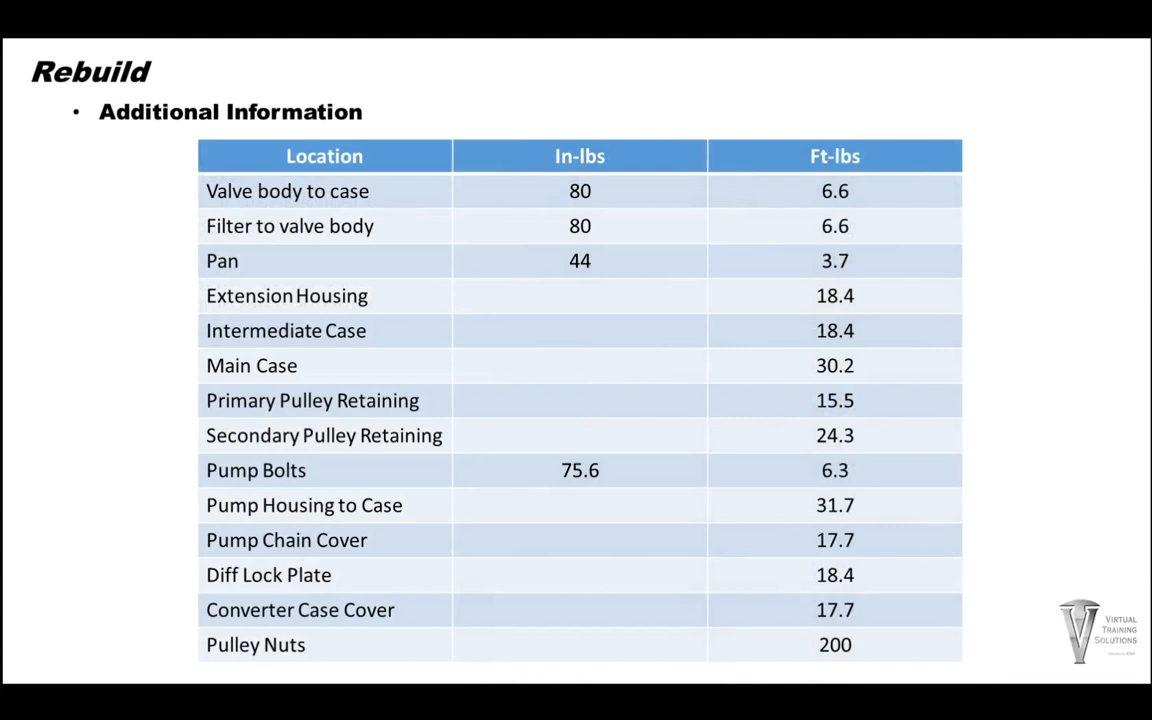 Rebuild
• Additional Information
Location In-lbs Ft-lbs
Valve body to case 80 6.6
Filter to valve body 80 6.6
Pan 44 3.7
Extension Housing 18.4
Intermediate Case 18.4
Main Case 30.2
Primary Pulley Retaining 15.5
Secondary Pulley Retaining 24.3
Pump Bolts 75.6 6.3
Pump Housing to Case 31.7
Pump Chain Cover 17.7
Diff Lock Plate 18.4
Converter Case Cover 17.7
Pulley Nuts 200
VIRTUAL
TRAINING
SOLUTIONS